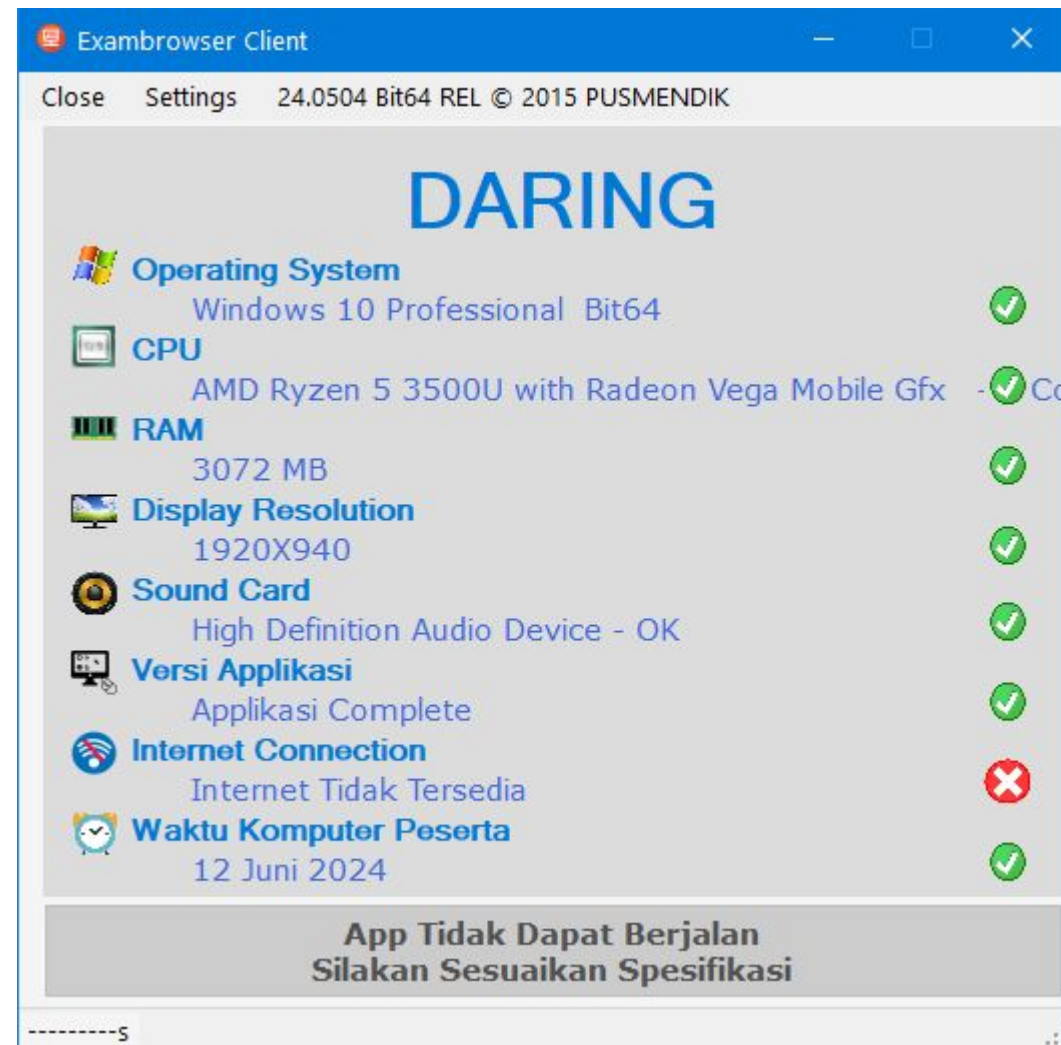 Exambrowser Client
Close Settings 24.0504 Bit64 REL © 2015 PUSMENDIK
DARING
Operating System
Windows 10 Professional Bit64
CPU
AMD Ryzen 5 3500U with Radeon Vega Mobile Gfx - Co
RAM
3072 MB
Display Resolution
1920X940
Sound Card
High Definition Audio Device - OK
Versi Applikasi
Applikasi Complete
Internet Connection
Internet Tidak Tersedia
Waktu Komputer Peserta
12 Juni 2024
App Tidak Dapat Berjalan
Silakan Sesuaikan Spesifikasi
---------s